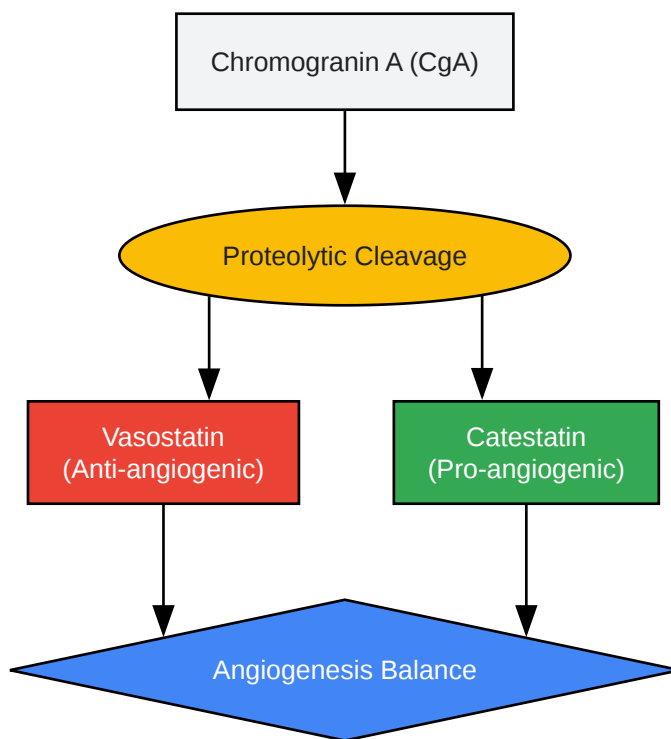 Chromogranin A (CgA)
Proteolytic Cleavage
Vasostatin
(Anti-angiogenic)
Catestatin
(Pro-angiogenic)
Angiogenesis Balance